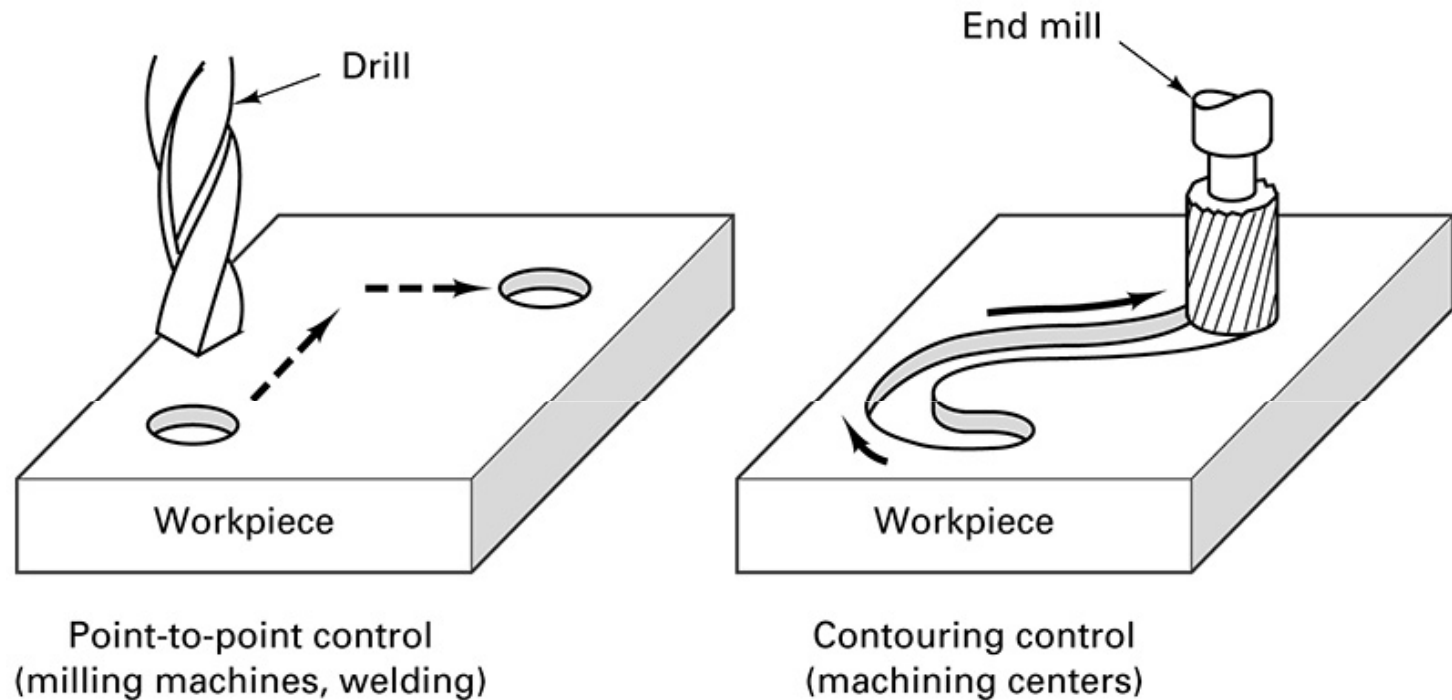 Drill
End mill
Workpiece
Workpiece
Point-to-point control
(milling machines, welding)
Contouring control
(machining centers)